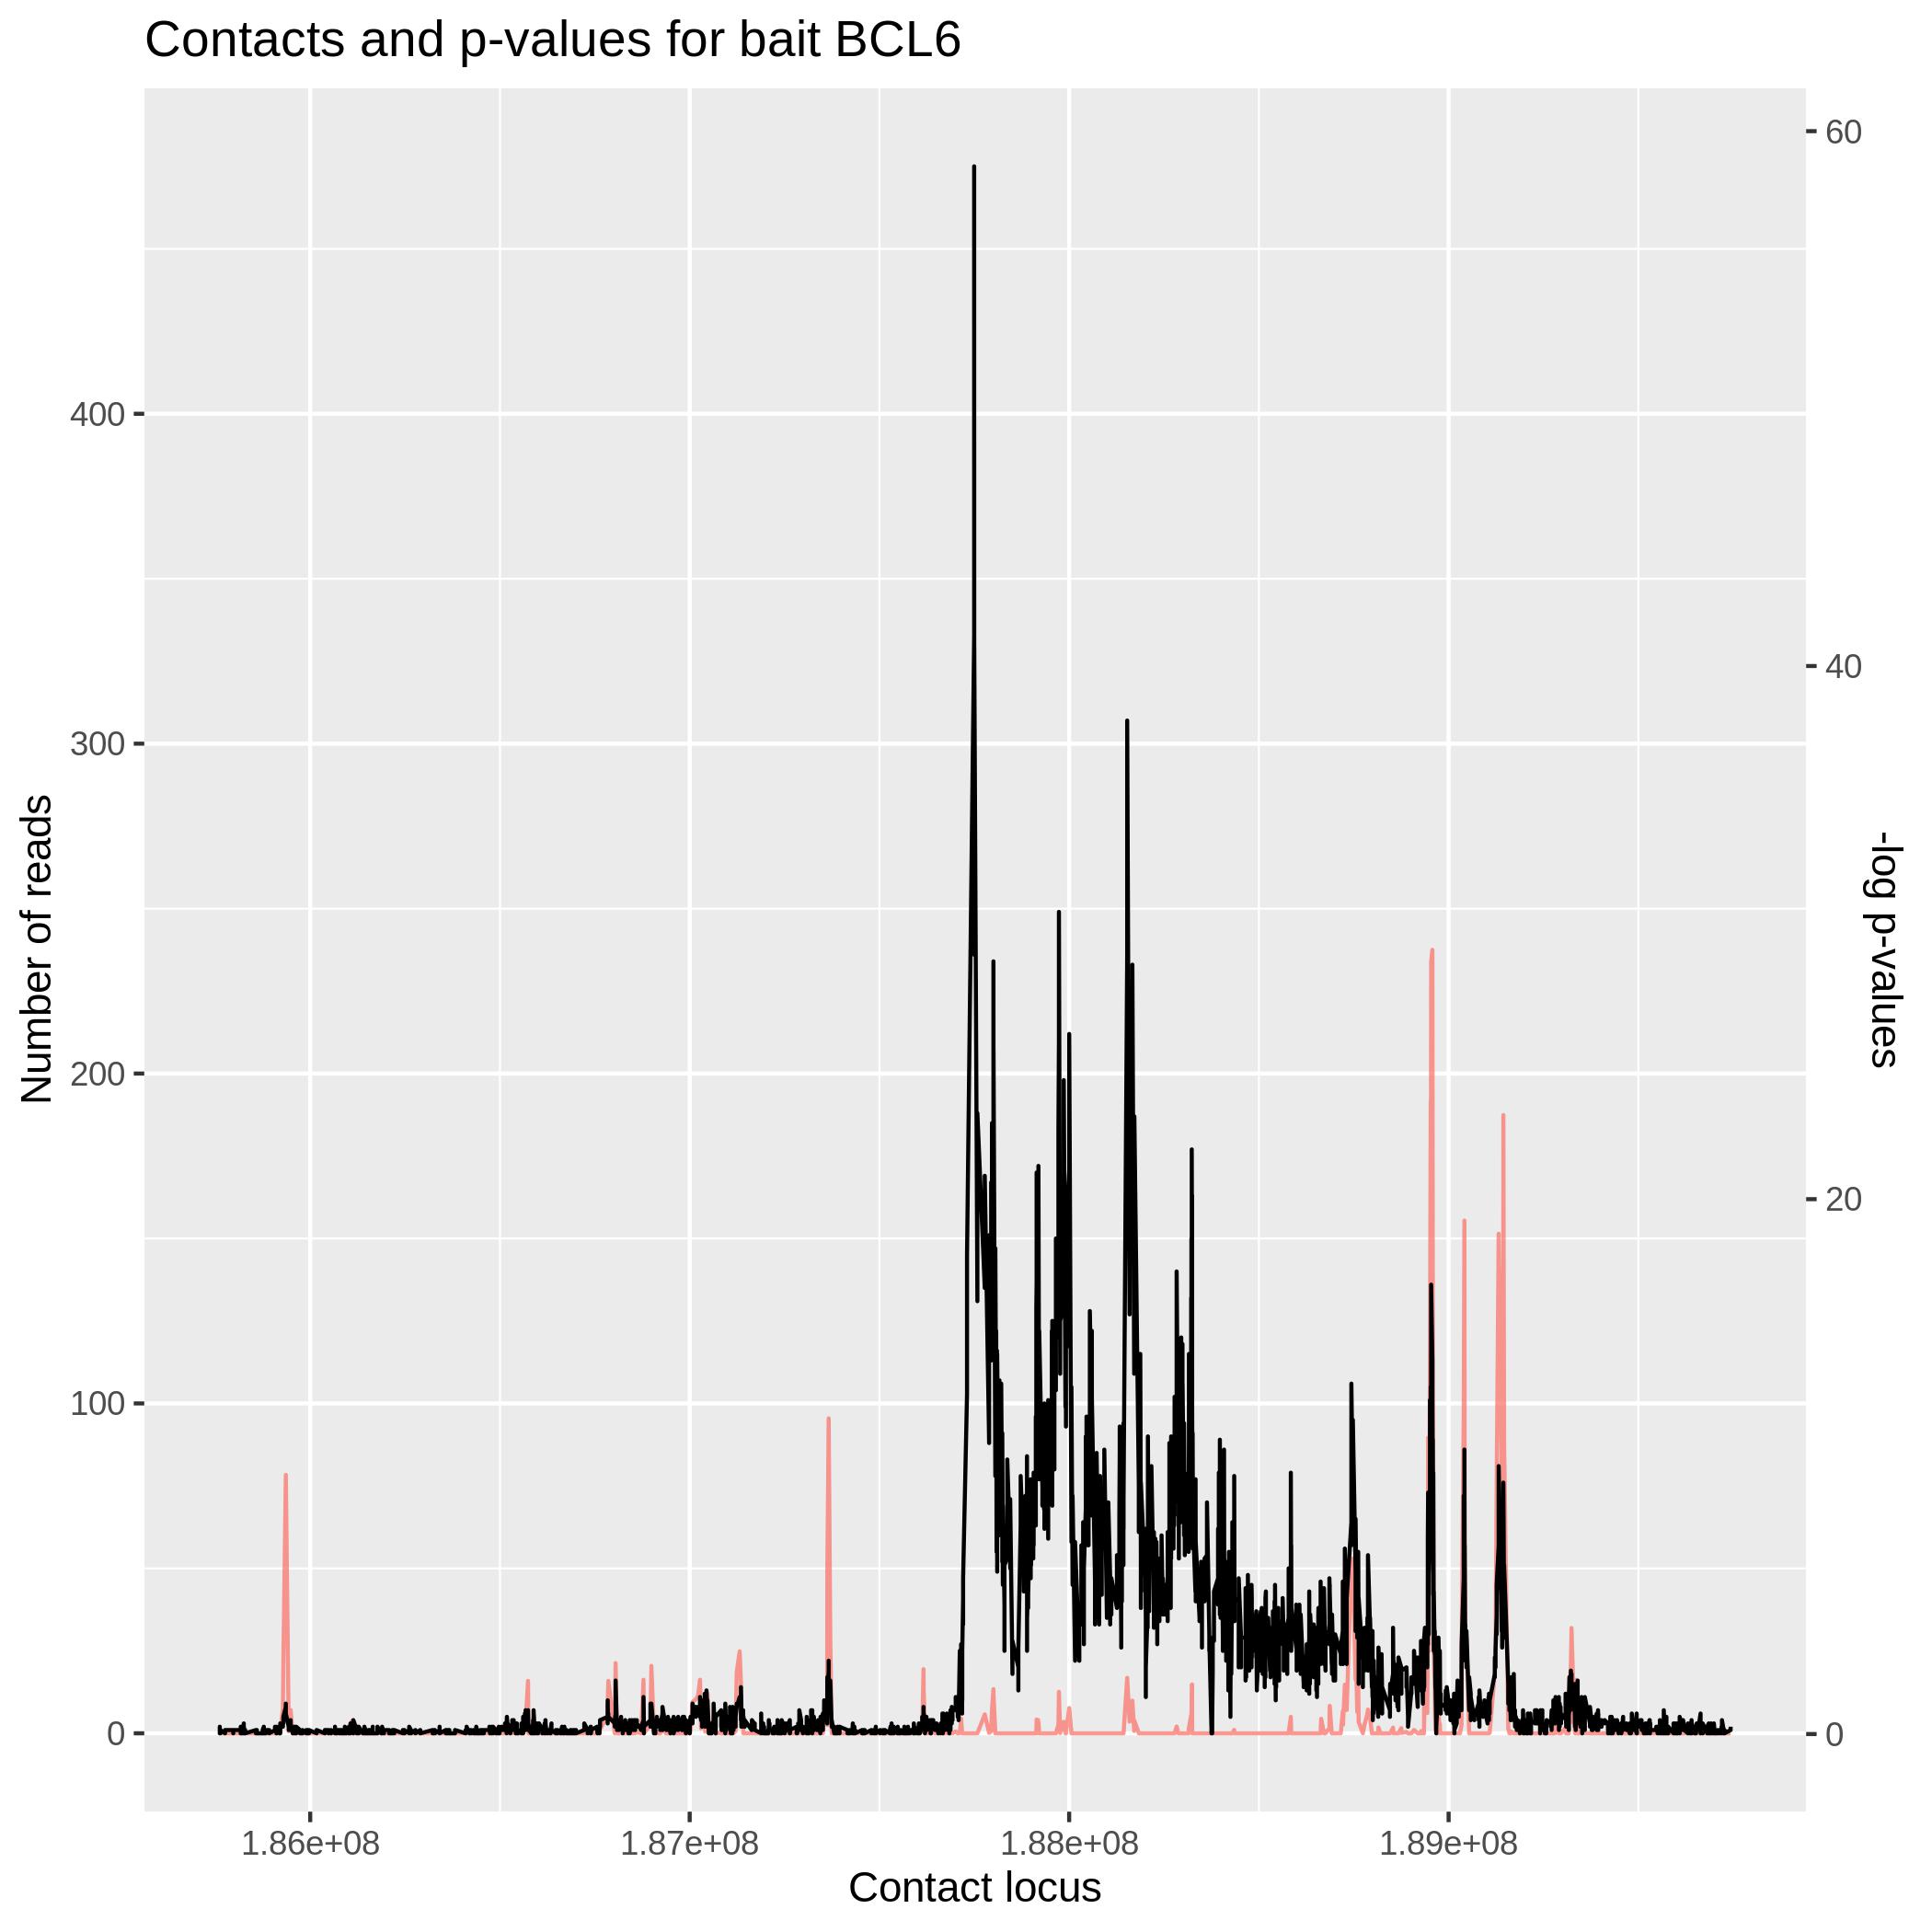 Contacts and p-values for bait BCL6
Number of reads
400
300
200
100
0
60
40
20
0
-log p-values
1.86e+08
1.87e+08
1.88e+08
1.89e+08
Contact locus